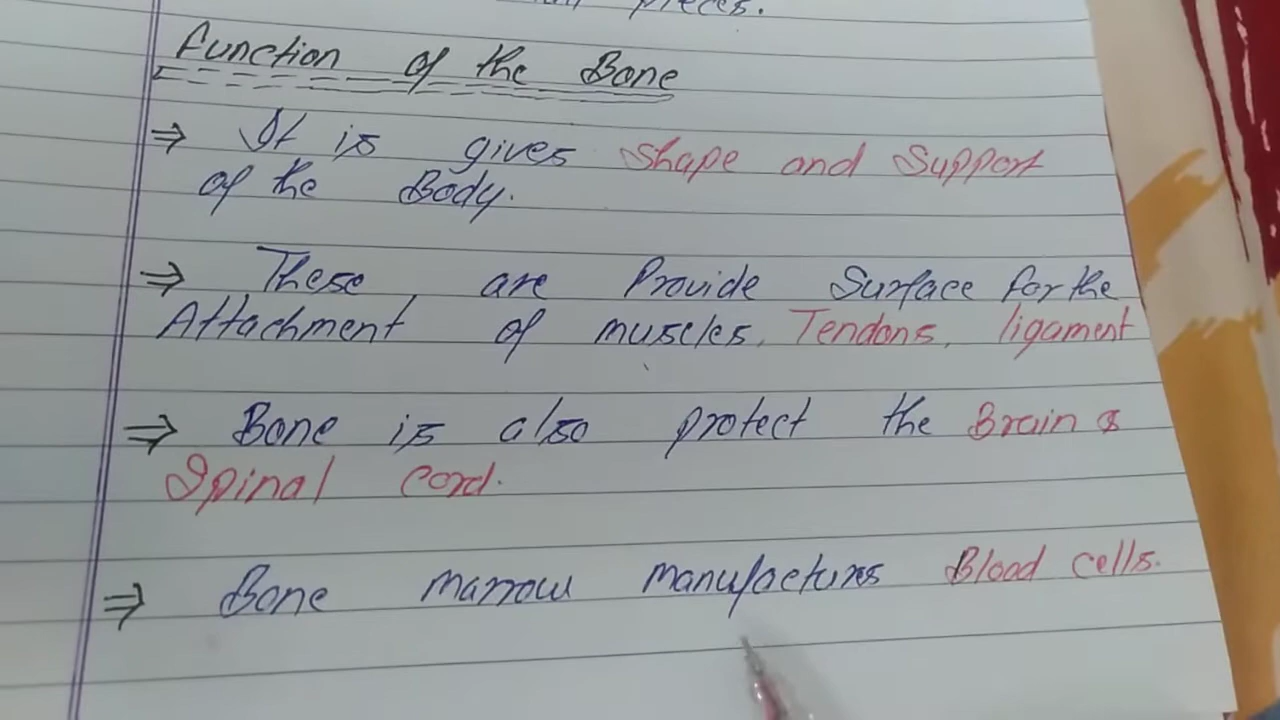 pieces.
Function of the Bone
⇒ It is gives shape and Support
of the Body.
⇒ These, are Provide Surface for the
Attachment of muscles, Tendons, ligament
⇒ Bone is also protect the Brain &
Spinal cord.
⇒ Bone marrow manufactures Blood cells.